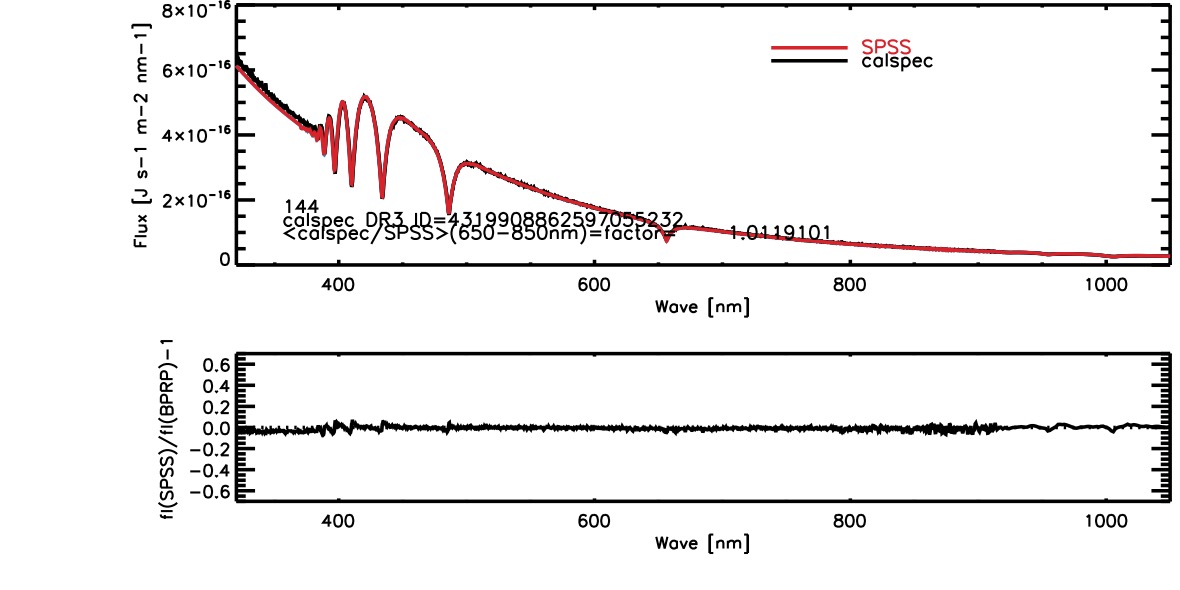 8×10−16
6×10−16
4×10−16
2×10−16
0
Flux [J s−1 m−2 nm−1]
SPSS
calspec
144
calspec DR3_ID=4319908862597055232
<calspec/SPSS>(650−850nm)=factor= 1.0119101
400 600 800 1000
Wave [nm]
fl(SPSS)/fl(BPRP)−1
0.6
0.4
0.2
0.0
−0.2
−0.4
−0.6
400 600 800 1000
Wave [nm]